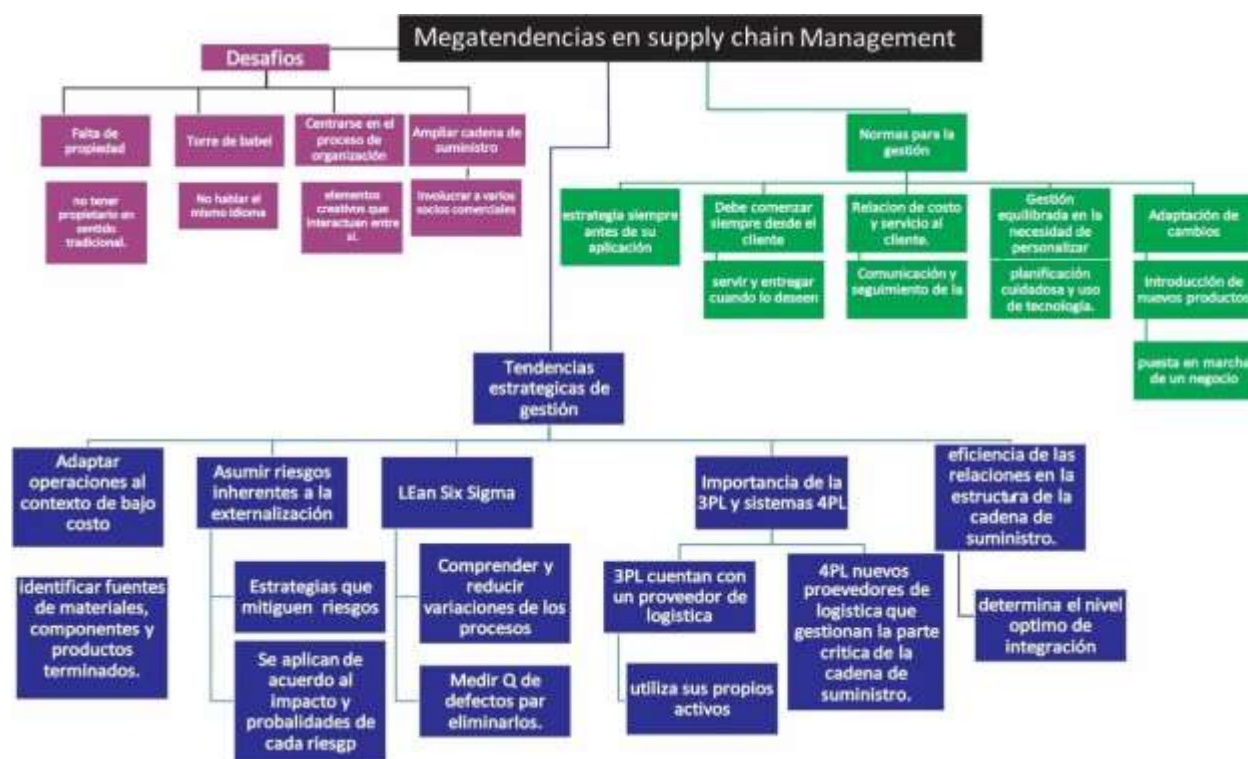 Megatendencias en supply chain Management
Desafios
Falta de
propiedad
no tener
propietario en
sentido
tradicional.
Torre de babel
No hablar el
mismo idioma
Centrarse en el
proceso de
organización
elementos
creativos que
interactuan entre
si.
Ampliar cadena de
suministro
Involucrar a varios
socios comerciales
Normas para la
gestión
estrategia siempre
antes de su
aplicación
Debe comenzar
siempre desde el
cliente
servir y entregar
cuando lo deseen
Relacion de costo
y servicio al
cliente.
Comunicación y
seguimiento de la
Gestión
equilibrada en la
necesidad de
personalizar
planificación
cuidadosa y uso
de tecnología.
Adaptación de
cambios
Introducción de
nuevos productos
puesta en marcha
de un negocio
Tendencias
estrategicas de
gestión
Adaptar
operaciones al
contexto de bajo
costo
identificar fuentes
de materiales,
componentes y
productos
terminados.
Asumir riesgos
inherentes a la
externalización
Estrategias que
mitiguen riesgos
Se aplican de
acuerdo al
impacto y
probalidades de
cada riesgp
LEan Six Sigma
Comprender y
reducir
variaciones de los
procesos
Medir Q de
defectos par
eliminarlos.
Importancia de la
3PL y sistemas 4PL
3PL cuentan con
un proveedor de
logistica
utiliza sus propios
activos
4PL nuevos
proevedores de
logistica que
gestionan la parte
critica de la
cadena de
suministro.
eficiencia de las
relaciones en la
estructura de la
cadena de
suministro.
determina el nivel
optimo de
integración